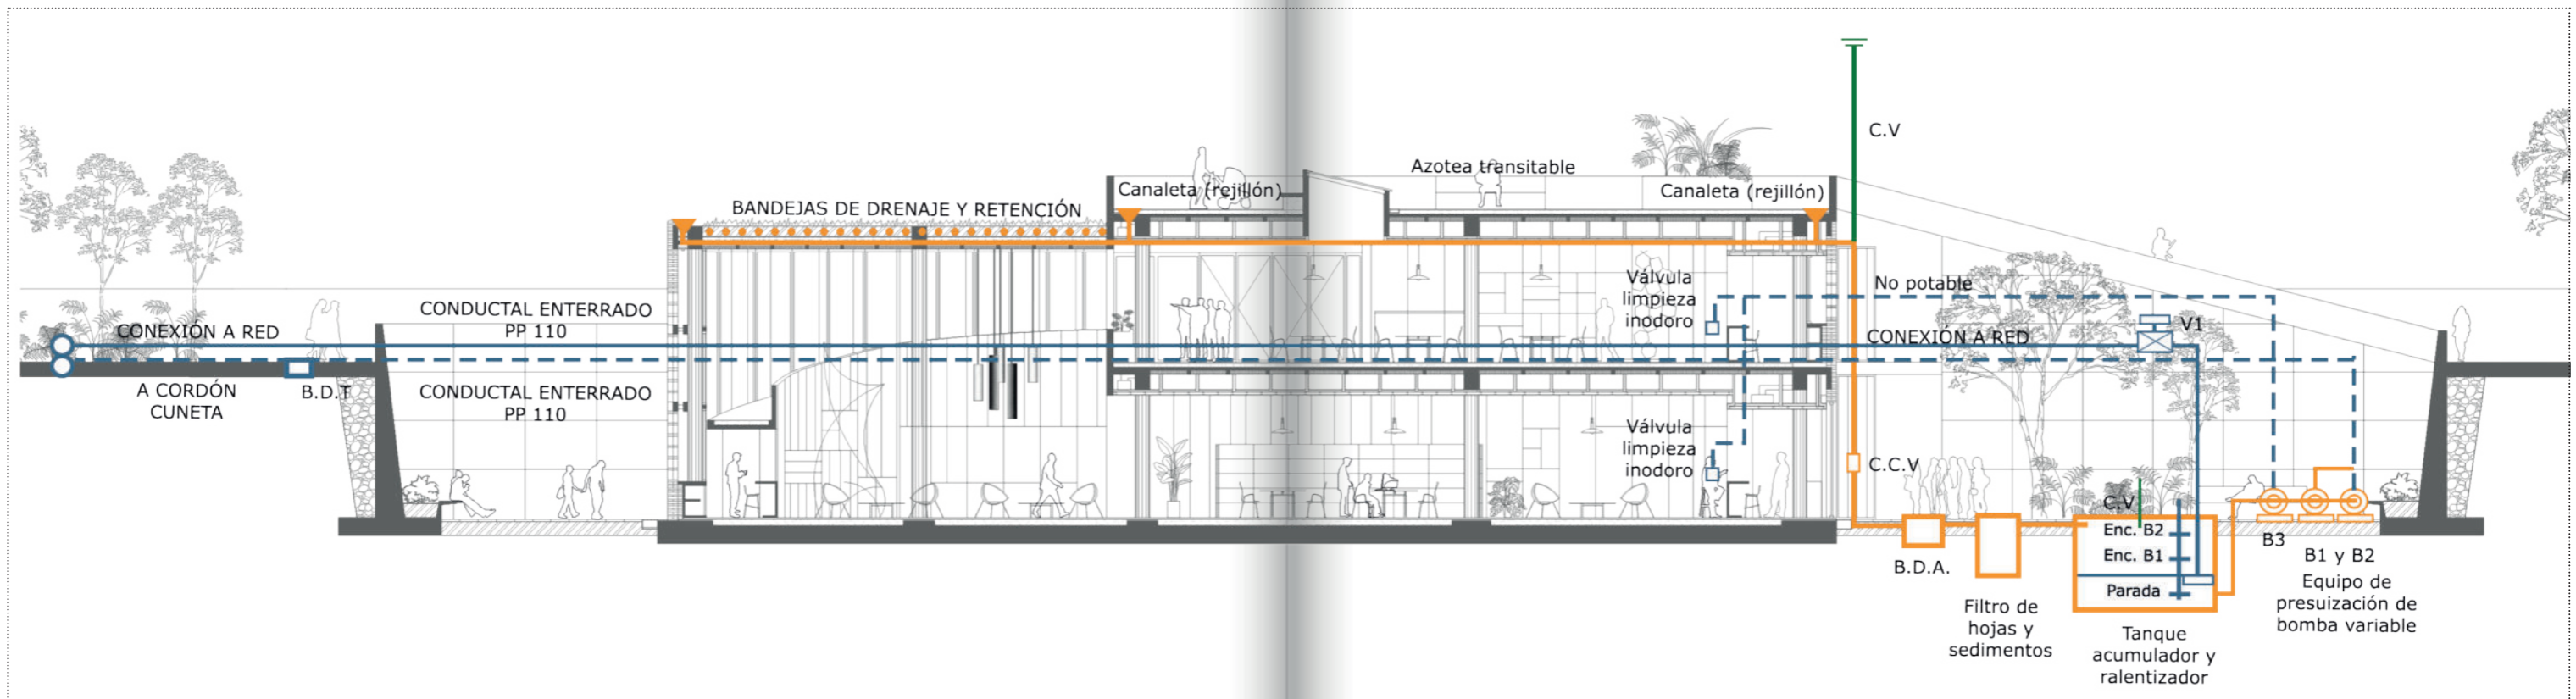 C.V
Azotea transitable
Canaleta (rejillón)
Canaleta (rejillón)
BANDEJAS DE DRENAJE Y RETENCIÓN
Válvula
limpieza
inodoro
No potable
CONDUCTAL ENTERRADO
PP 110
CONEXIÓN A RED
V1
CONEXIÓN A RED
A CORDÓN
CUNETA
B.D.T
CONDUCTAL ENTERRADO
PP 110
Válvula
limpieza
inodoro
C.C.V
C.V
Enc. B2
Enc. B1
Parada
B3
B1 y B2
Equipo de
presuización de
bomba variable
B.D.A.
Filtro de
hojas y
sedimentos
Tanque
acumulador y
ralentizador